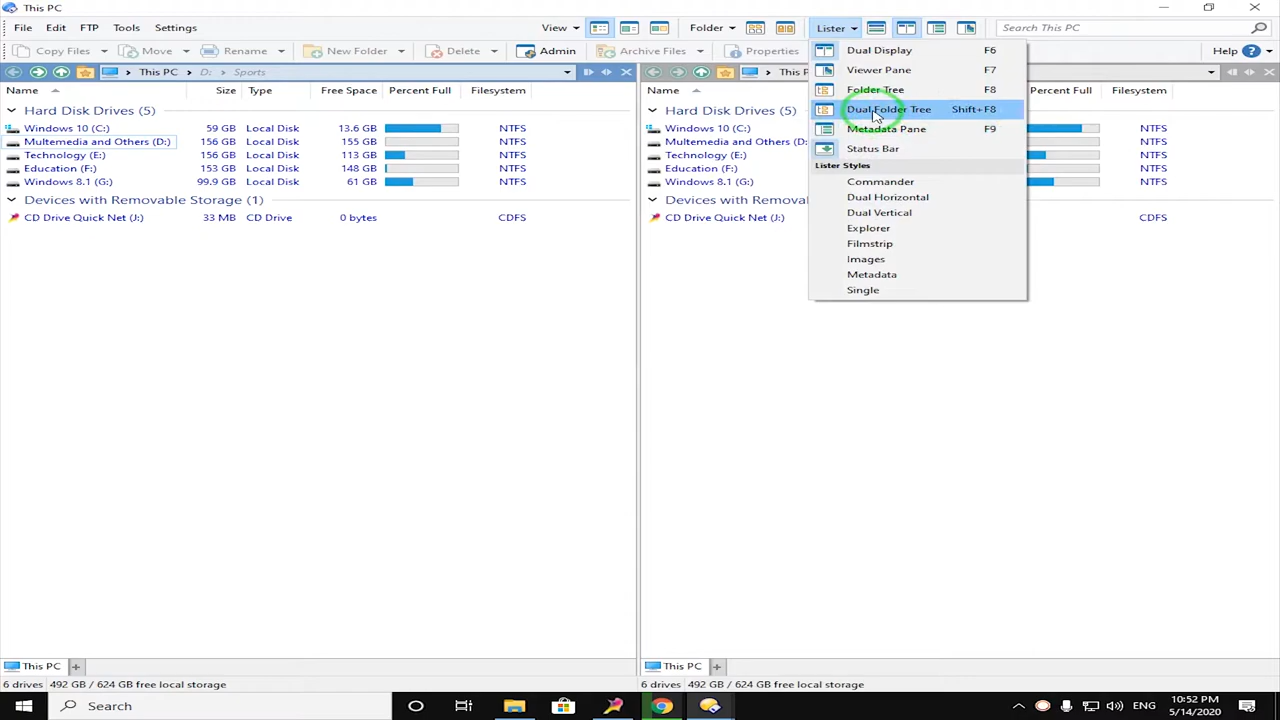 This PC
File Edit FTP Tools Settings View Folder Lister Search This PC
Copy Files Move Rename New Folder Delete Admin Archive Files Properties Help
This PC D: Sports
Name Size Type Free Space Percent Full Filesystem
Hard Disk Drives (5)
Windows 10 (C:) 59 GB Local Disk 13.6 GB NTFS
Multemedia and Others (D:) 156 GB Local Disk 155 GB NTFS
Technology (E:) 156 GB Local Disk 113 GB NTFS
Education (F:) 153 GB Local Disk 148 GB NTFS
Windows 8.1 (G:) 99.9 GB Local Disk 61 GB NTFS
Devices with Removable Storage (1)
CD Drive Quick Net (J:) 33 MB CD Drive 0 bytes CDFS
This PC
6 drives 492 GB / 624 GB free local storage
Name Percent Full Filesystem
Hard Disk Drives (5)
Windows 10 (C:) NTFS
Multemedia and Others (D: NTFS
Technology (E:) NTFS
Education (F:) NTFS
Windows 8.1 (G:) NTFS
Devices with Removal
CD Drive Quick Net (J:) CDFS
This PC
6 drives 492 GB / 624 GB free local storage
Dual Display F6
Viewer Pane F7
Folder Tree F8
Dual Folder Tree Shift+F8
Metadata Pane F9
Status Bar
Lister Styles
Commander
Dual Horizontal
Dual Vertical
Explorer
Filmstrip
Images
Metadata
Single
Search
ENG
10:52 PM
5/14/2020